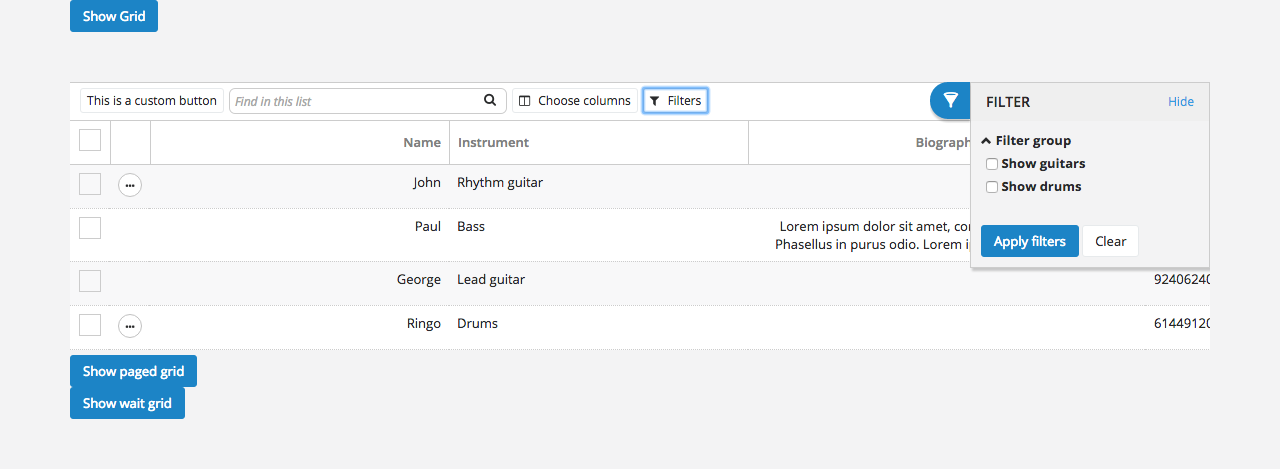 Show Grid
This is a custom button
Find in this list
Choose columns
Filters
FILTER
Hide
Name
Instrument
Filter group
Show guitars
Show drums
John
Rhythm guitar
Paul
Bass
Lorem ipsum dolor sit amet,
Phasellus in purus odio. Lorem
Apply filters
Clear
George
Lead guitar
92406240
Ringo
Drums
61449120
Show paged grid
Show wait grid